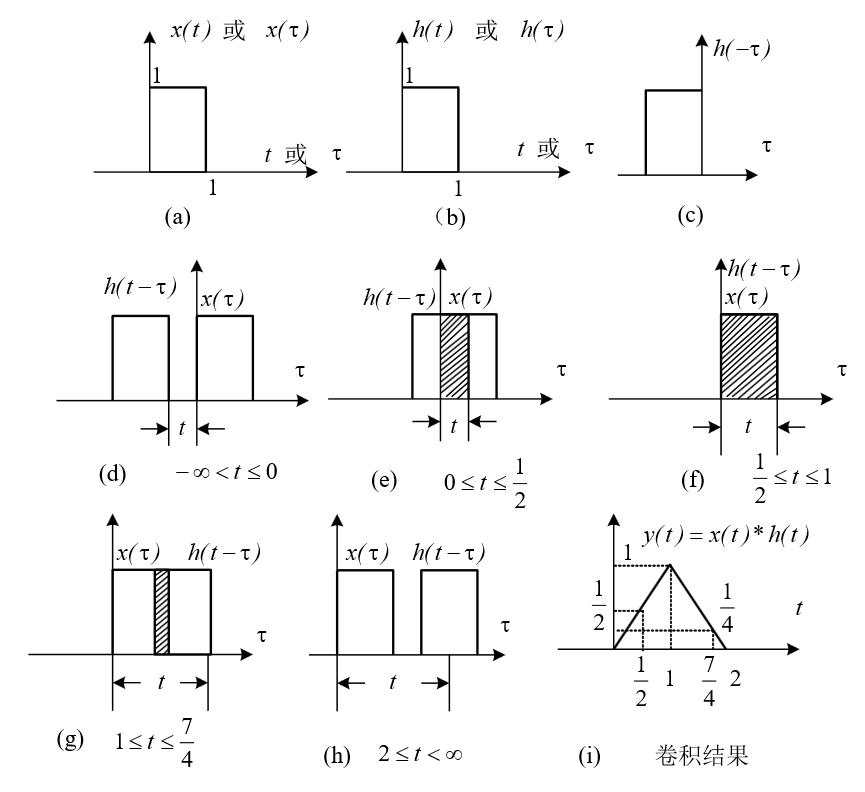 x(t) 或 x(τ)
1
t 或 τ
1
(a)
h(t) 或 h(τ)
1
t 或 τ
1
（b)
h(−τ)
τ
(c)
h(t−τ)
x(τ)
τ
t
(d) −∞<t≤0
h(t−τ) x(τ)
τ
t
(e) 0≤t≤1/2
h(t−τ)
x(τ)
τ
t
(f) 1/2≤t≤1
x(τ) h(t−τ)
τ
t
(g) 1≤t≤7/4
x(τ) h(t−τ)
τ
t
(h) 2≤t<∞
y(t)=x(t)*h(t)
1
1/2
1/4
t
1/2 1 7/4 2
(i) 卷积结果